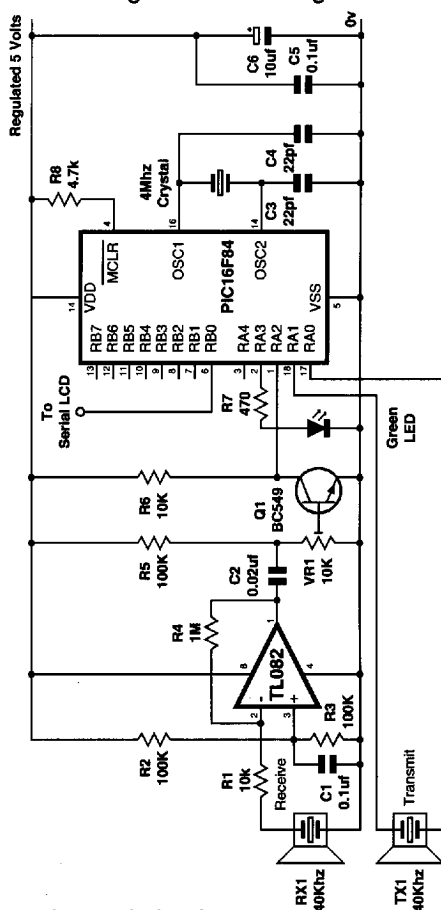 Regulated 5 Volts
0v
C6
10uf
C5
0.1uf
C4
22pf
C3
22pf
4Mhz
Crystal
R8
4.7k
4
16
14
14
VDD
MCLR
OSC1
OSC2
PIC16F84
VSS
5
RB7
RB6
RB5
RB4
RB3
RB2
RB1
RB0
RA4
RA3
RA2
RA1
RA0
13
12
11
10
9
8
7
6
3
2
1
18
17
To
Serial LCD
R7
470
Green
LED
R6
10K
Q1
BC549
R5
100K
C2
0.02uf
VR1
10K
R4
1M
8
1
TL082
4
-
2
+
3
R2
100K
R3
100K
R1
10k
Receive
C1
0.1uf
RX1
40Khz
Transmit
TX1
40Khz